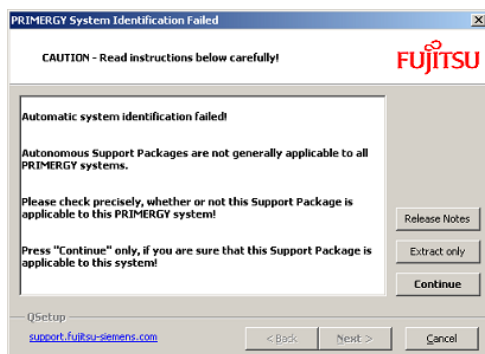 PRIMERGY System Identification Failed
CAUTION - Read instructions below carefully!
FUJITSU
Automatic system identification failed!
Autonomous Support Packages are not generally applicable to all
PRIMERGY systems.
Please check precisely, whether or not this Support Package is
applicable to this PRIMERGY system!
Press "Continue" only, if you are sure that this Support Package is
applicable to this system!
Release Notes
Extract only
Continue
QSetup
support.fujitsu-siemens.com
< Back
Next >
Cancel